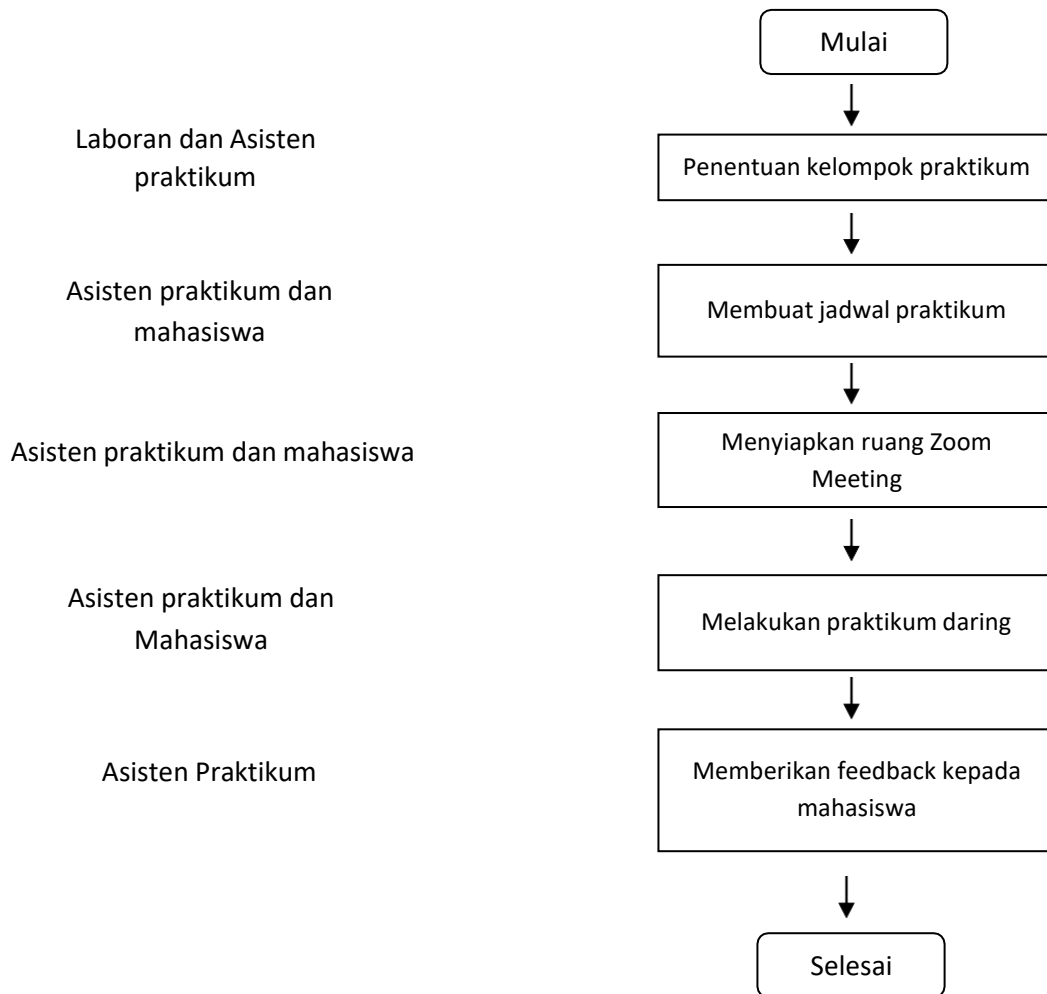 Mulai
Laboran dan Asisten
praktikum
Penentuan kelompok praktikum
Asisten praktikum dan
mahasiswa
Membuat jadwal praktikum
Asisten praktikum dan mahasiswa
Menyiapkan ruang Zoom
Meeting
Asisten praktikum dan
Mahasiswa
Melakukan praktikum daring
Asisten Praktikum
Memberikan feedback kepada
mahasiswa
Selesai